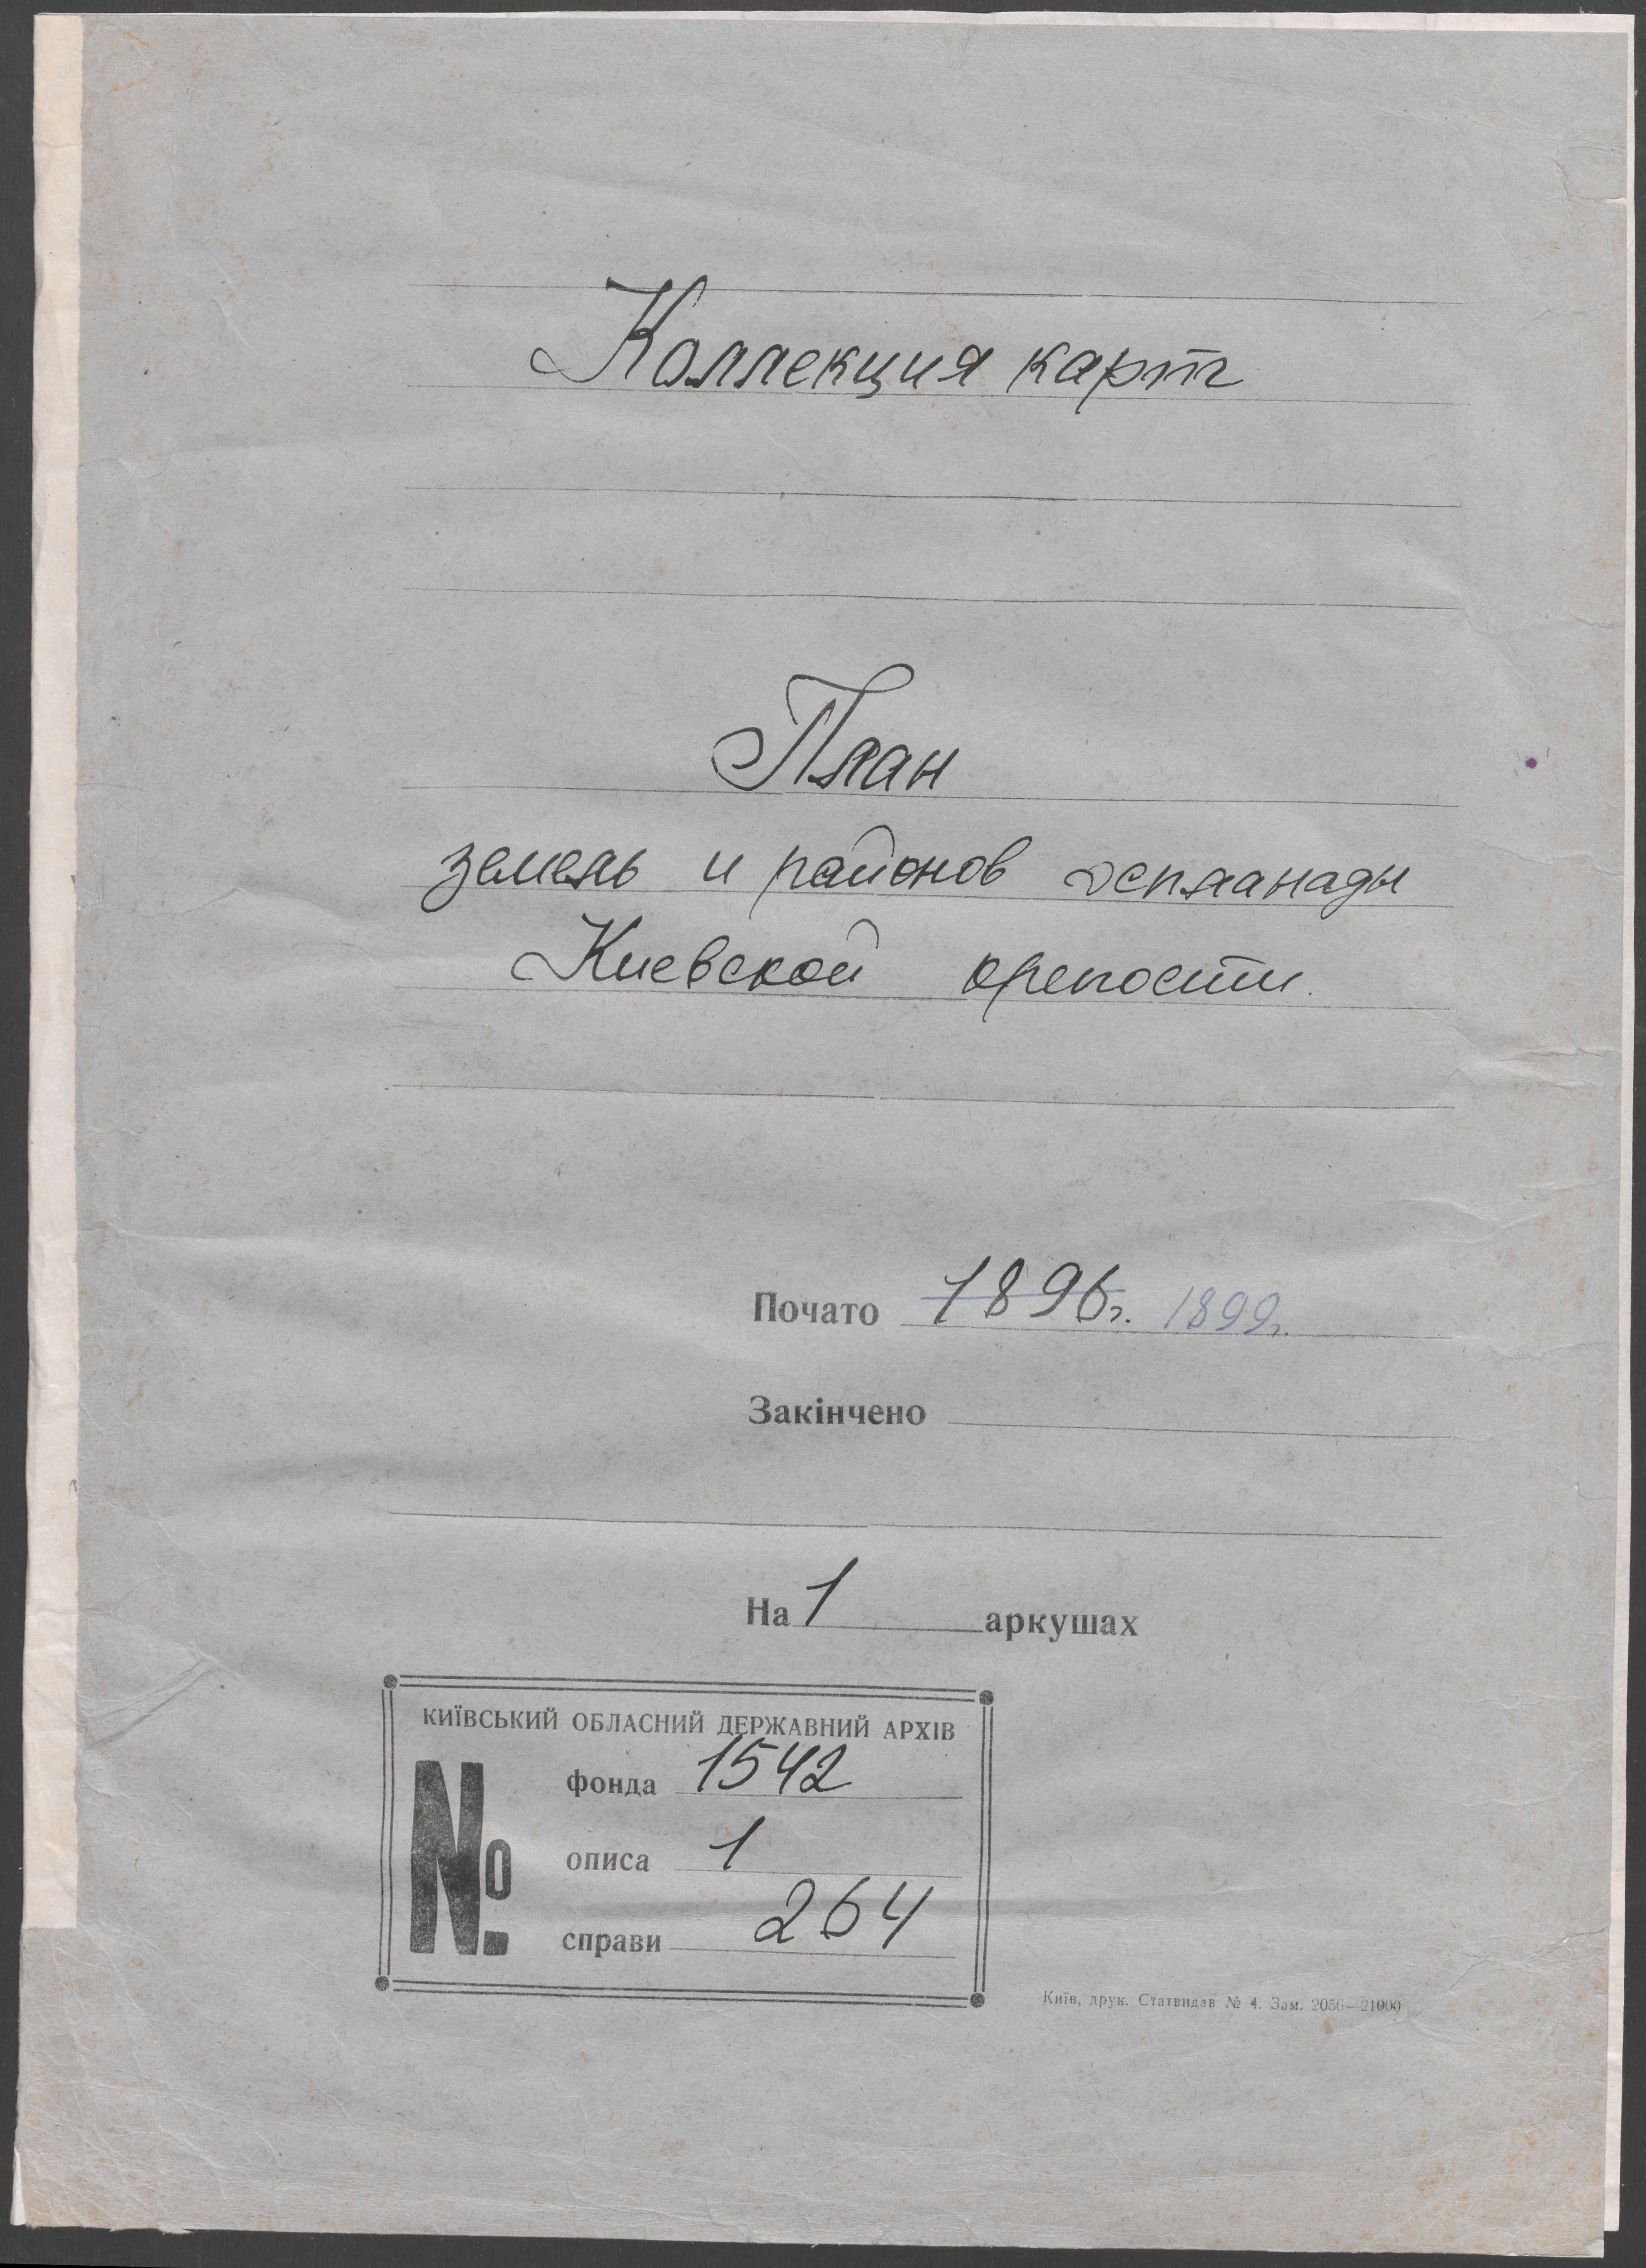 Коллекция карт
План
земель и районов эспланады
Киевской крепости.
Почато 1896г. 1899г.
Закінчено
На 1 аркушах
КИЇВСЬКИЙ ОБЛАСНИЙ ДЕРЖАВНИЙ АРХІВ
№
фонда 1542
описа 1
справи 264
Київ, друк. Статвидав № 4. Зам. 2056—21000